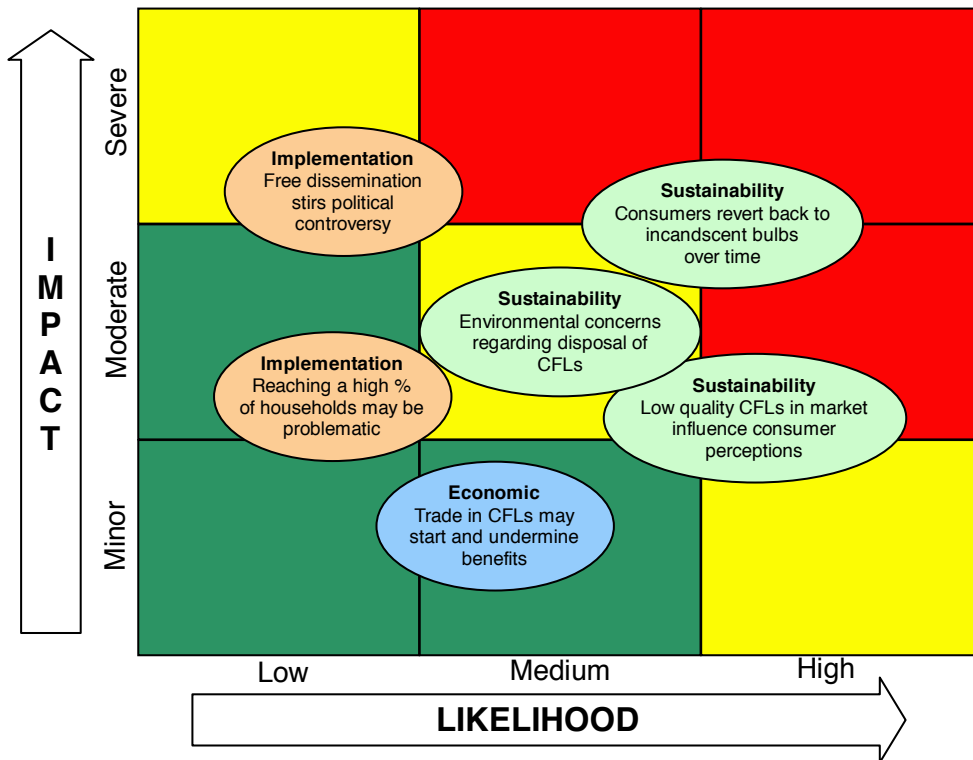 IMPACT
Severe
Moderate
Minor
Implementation
Free dissemination
stirs political
controversy
Sustainability
Consumers revert back to
incandscent bulbs
over time
Sustainability
Environmental concerns
regarding disposal of
CFLs
Implementation
Reaching a high %
of households may be
problematic
Sustainability
Low quality CFLs in market
influence consumer
perceptions
Economic
Trade in CFLs may
start and undermine
benefits
Low
Medium
High
LIKELIHOOD